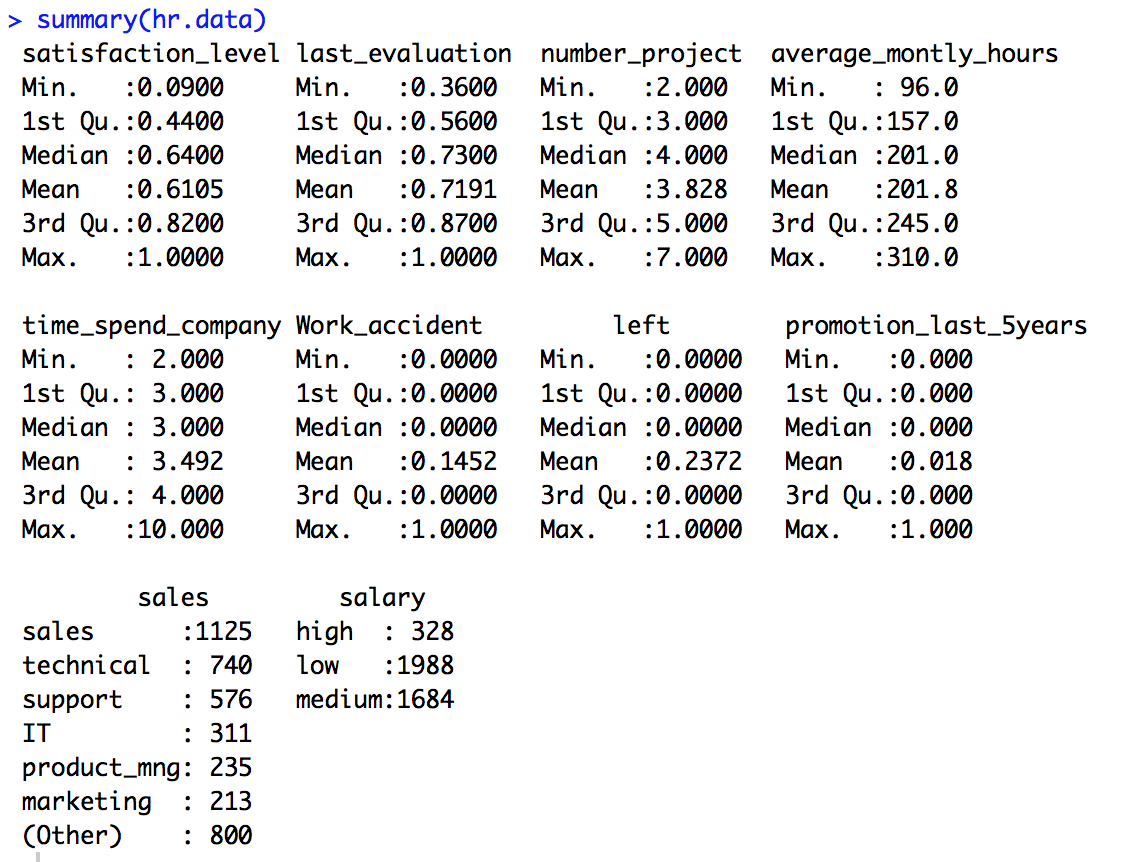 > summary(hr.data)
 satisfaction_level last_evaluation  number_project  average_montly_hours
 Min.   :0.0900     Min.   :0.3600   Min.   :2.000   Min.   : 96.0
 1st Qu.:0.4400     1st Qu.:0.5600   1st Qu.:3.000   1st Qu.:157.0
 Median :0.6400     Median :0.7300   Median :4.000   Median :201.0
 Mean   :0.6105     Mean   :0.7191   Mean   :3.828   Mean   :201.8
 3rd Qu.:0.8200     3rd Qu.:0.8700   3rd Qu.:5.000   3rd Qu.:245.0
 Max.   :1.0000     Max.   :1.0000   Max.   :7.000   Max.   :310.0

 time_spend_company Work_accident         left        promotion_last_5years
 Min.   : 2.000     Min.   :0.0000   Min.   :0.0000   Min.   :0.000
 1st Qu.: 3.000     1st Qu.:0.0000   1st Qu.:0.0000   1st Qu.:0.000
 Median : 3.000     Median :0.0000   Median :0.0000   Median :0.000
 Mean   : 3.492     Mean   :0.1452   Mean   :0.2372   Mean   :0.018
 3rd Qu.: 4.000     3rd Qu.:0.0000   3rd Qu.:0.0000   3rd Qu.:0.000
 Max.   :10.000     Max.   :1.0000   Max.   :1.0000   Max.   :1.000

         sales         salary
 sales      :1125   high  : 328
 technical  : 740   low   :1988
 support    : 576   medium:1684
 IT         : 311
 product_mng: 235
 marketing  : 213
 (Other)    : 800